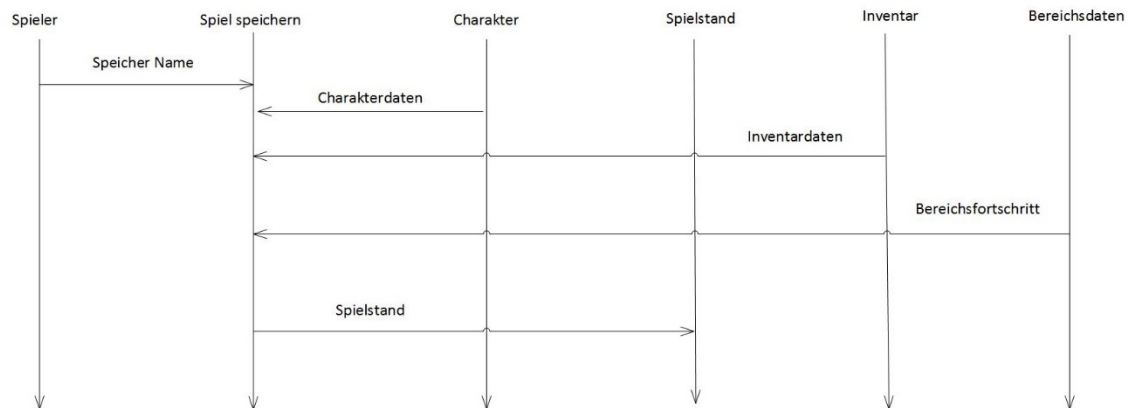 Spieler
Spiel speichern
Charakter
Spielstand
Inventar
Bereichsdaten
Speicher Name
Charakterdaten
Inventardaten
Bereichsfortschritt
Spielstand